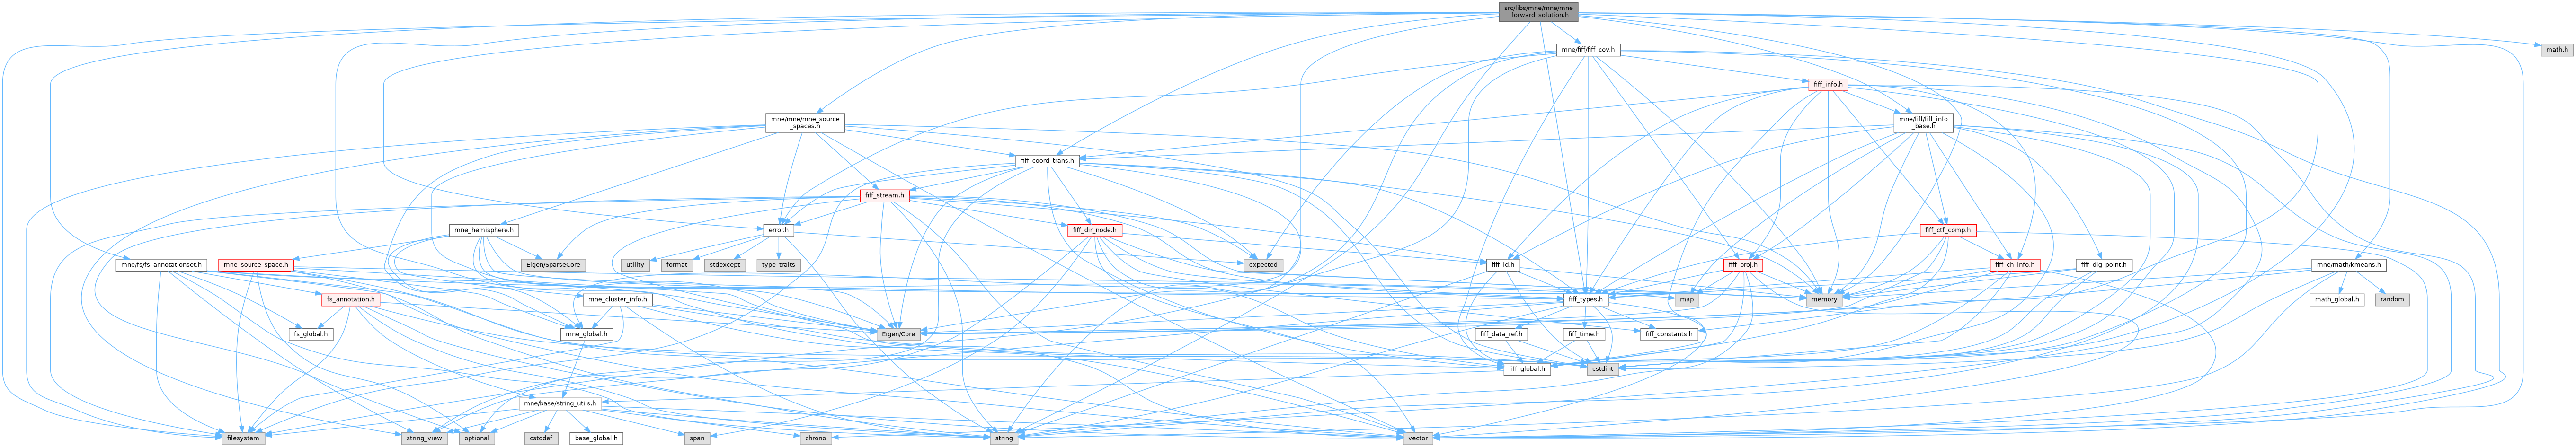 src/libs/mne/mne/mne
_forward_solution.h
mne/fiff/fiff_cov.h
math.h
fiff_info.h
mne/mne/mne_source
_spaces.h
mne/fiff/fiff_info
_base.h
fiff_coord_trans.h
fiff_stream.h
mne_hemisphere.h
error.h
fiff_dir_node.h
fiff_ctf_comp.h
mne/fs/fs_annotationset.h
mne_source_space.h
Eigen/SparseCore
utility
format
stdexcept
type_traits
expected
fiff_id.h
fiff_proj.h
fiff_ch_info.h
fiff_dig_point.h
mne/math/kmeans.h
fs_annotation.h
mne_cluster_info.h
fiff_types.h
map
memory
math_global.h
random
fs_global.h
mne_global.h
Eigen/Core
fiff_data_ref.h
fiff_time.h
fiff_constants.h
fiff_global.h
cstdint
mne/base/string_utils.h
filesystem
string_view
optional
cstddef
base_global.h
span
chrono
string
vector